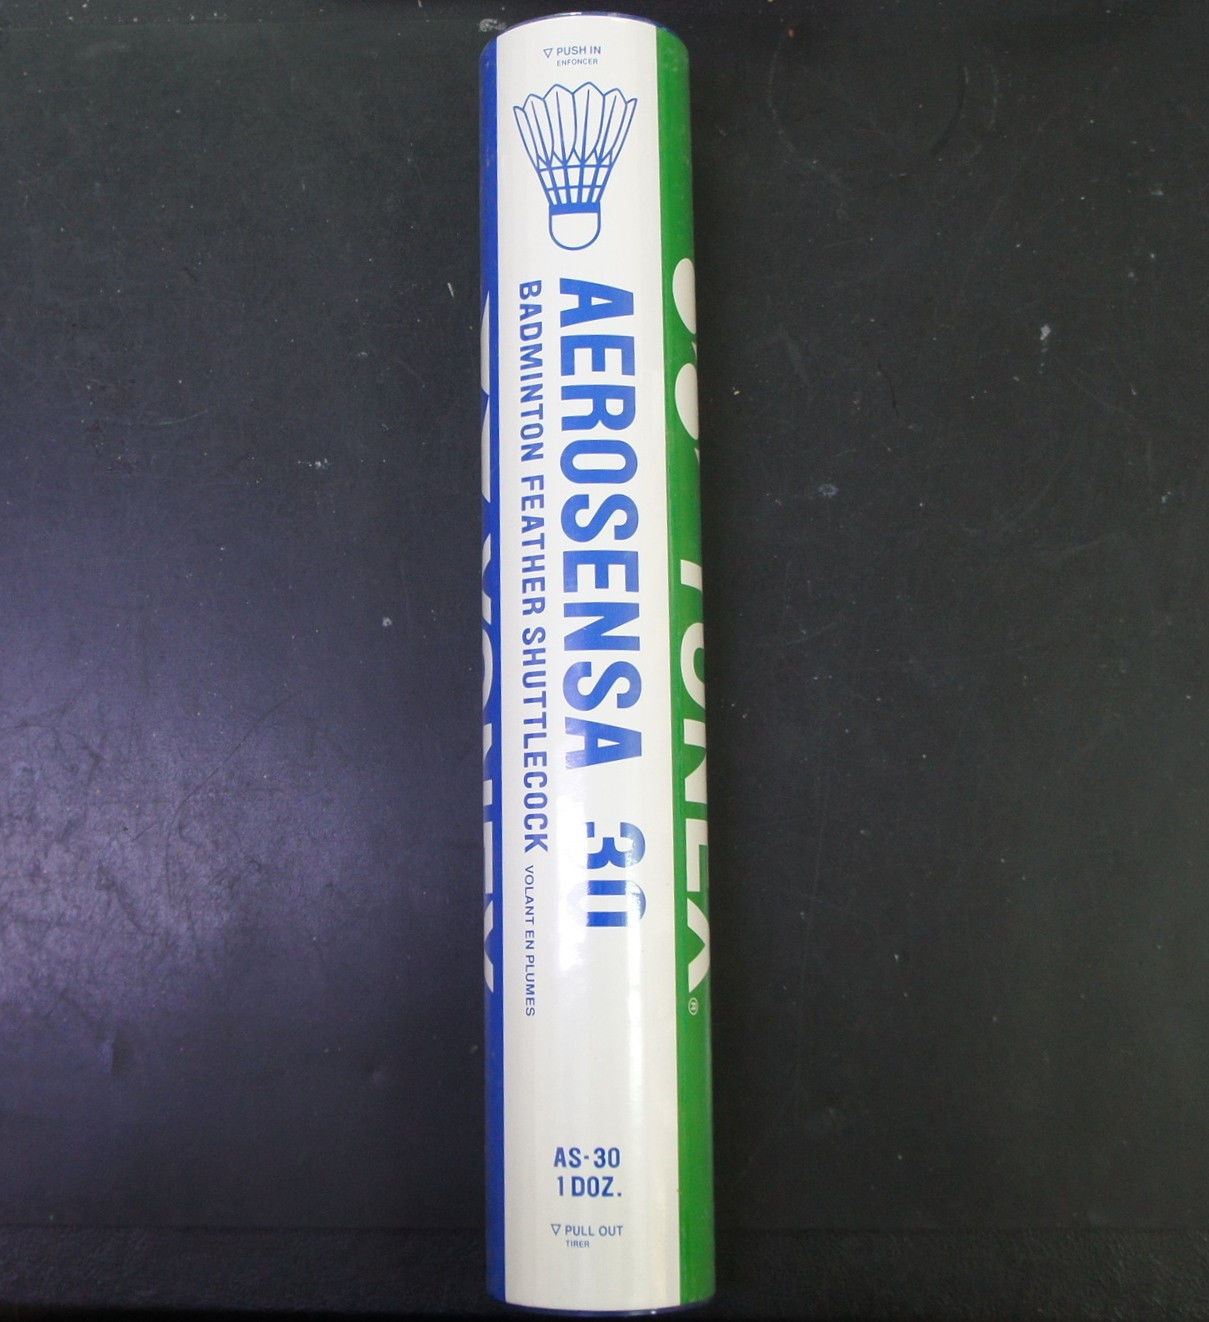 ▽ PUSH IN
ENFONCER
AEROSENSA 30
BADMINTON FEATHER SHUTTLECOCK VOLANT EN PLUMES
YONEX®
YONEX
AS-30
1 DOZ.
▽ PULL OUT
TIRER